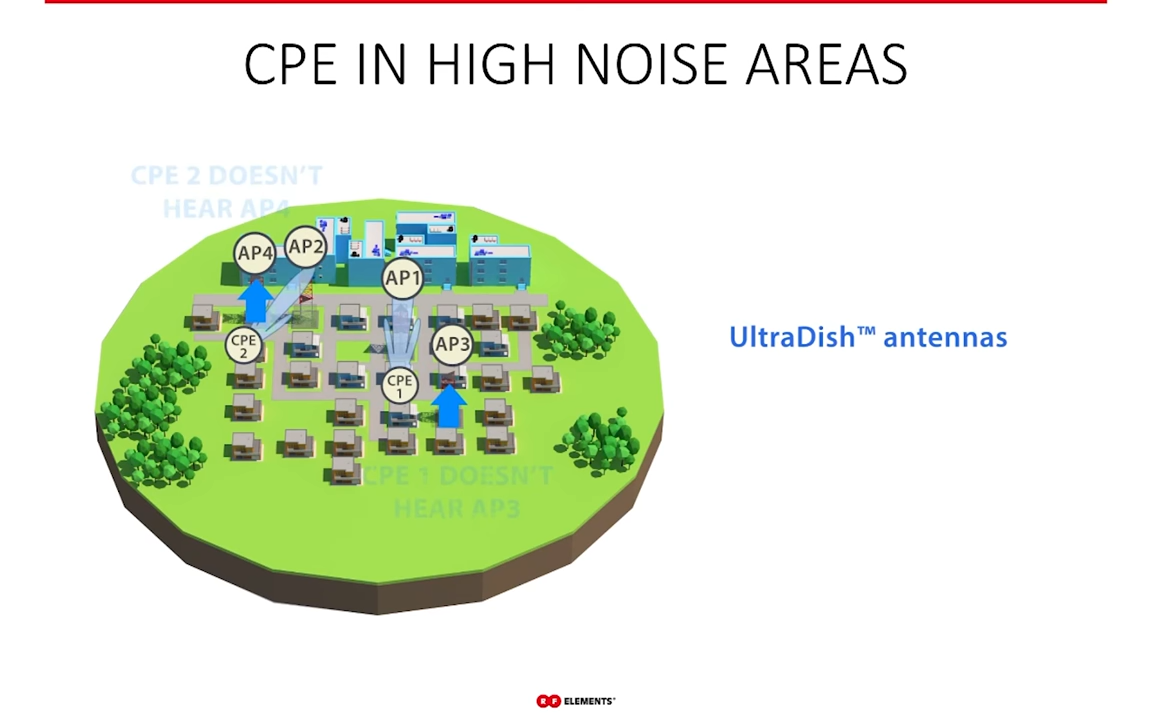 CPE IN HIGH NOISE AREAS
CPE 2 DOESN'T
HEAR AP4
AP4
AP2
AP1
UltraDish™ antennas
CPE
2
AP3
CPE
1
CPE 1 DOESN'T
HEAR AP3
RF ELEMENTS